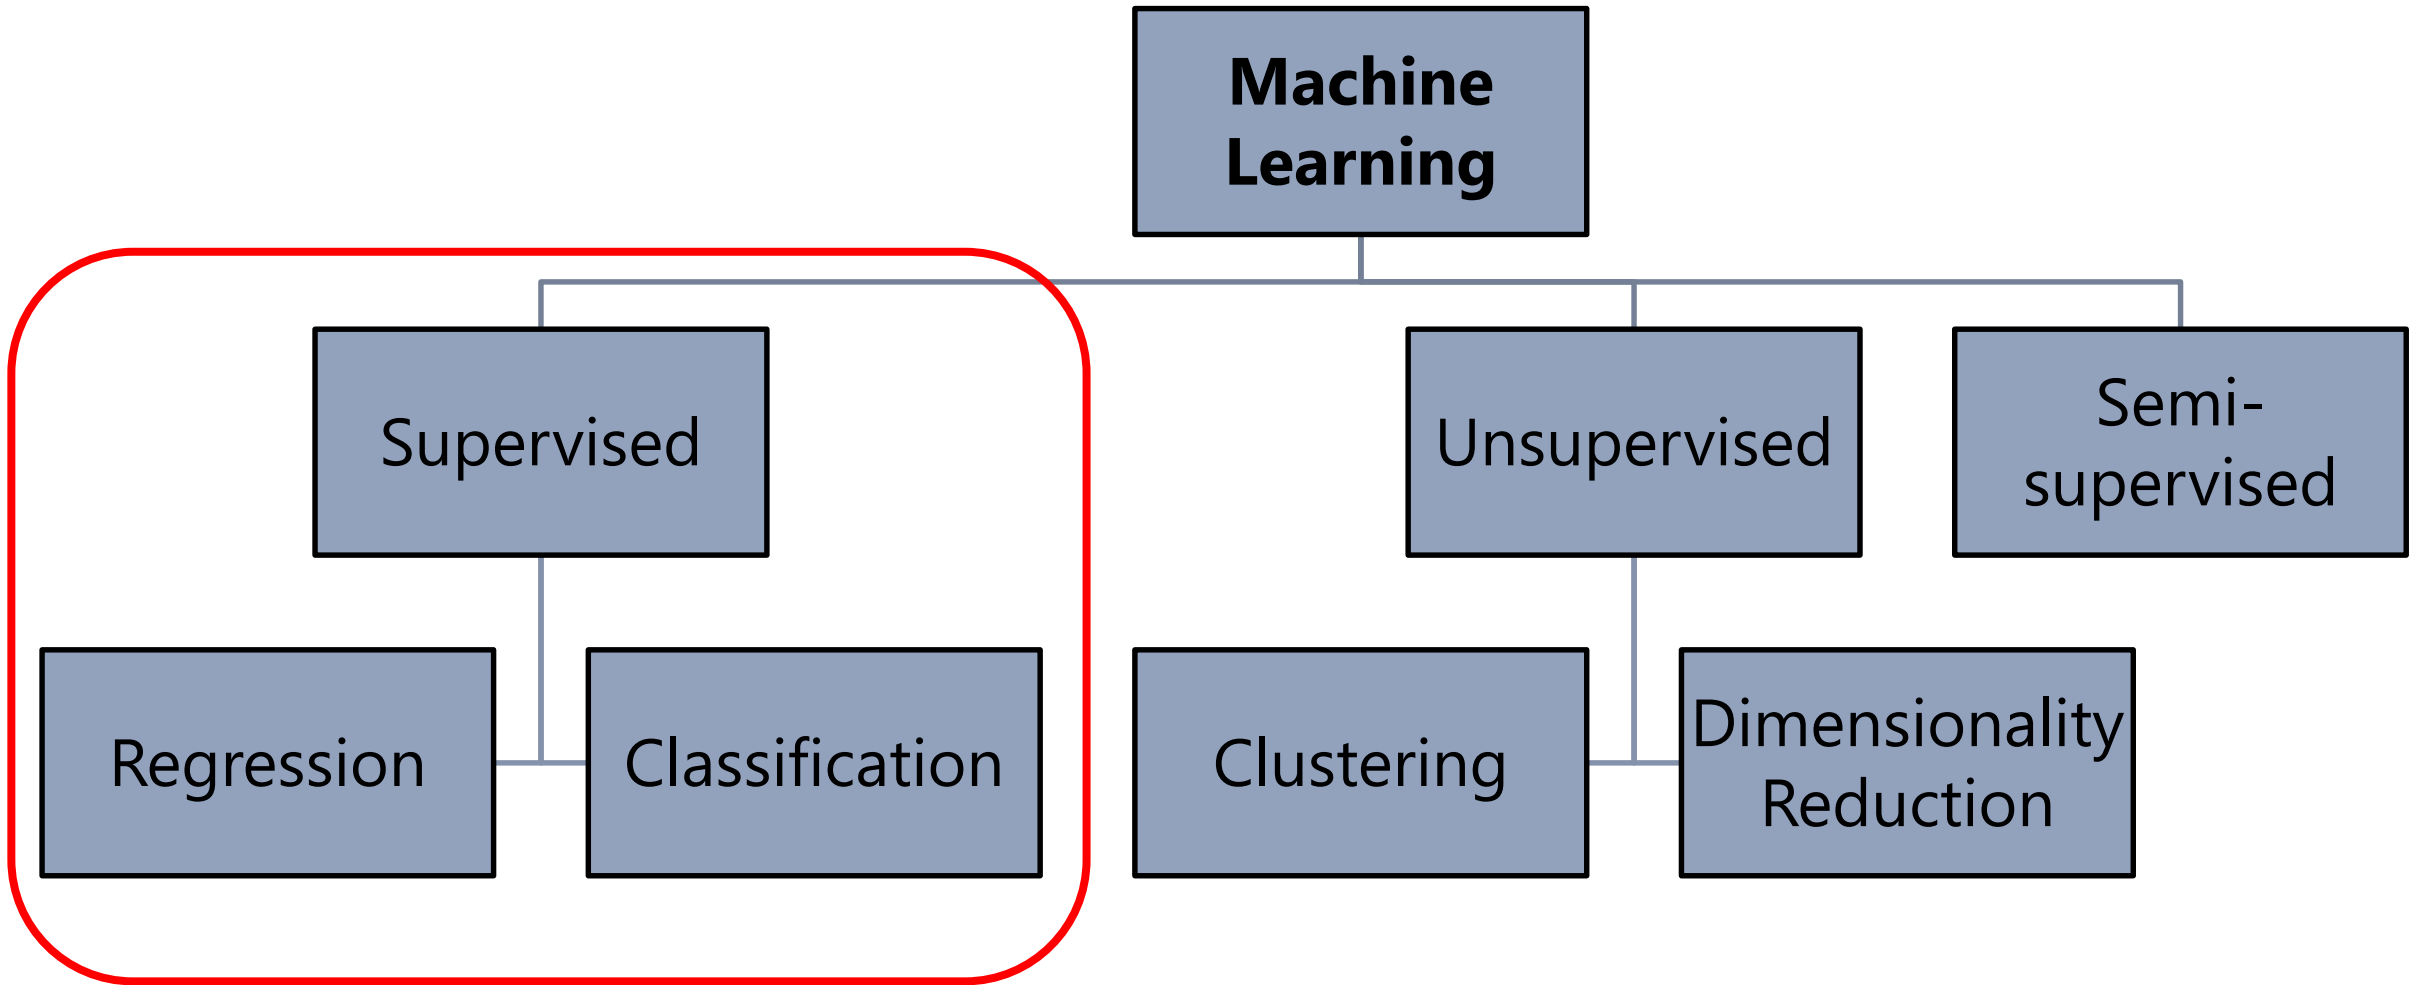 Machine
Learning
Supervised
Unsupervised
Semi-
supervised
Regression
Classification
Clustering
Dimensionality
Reduction